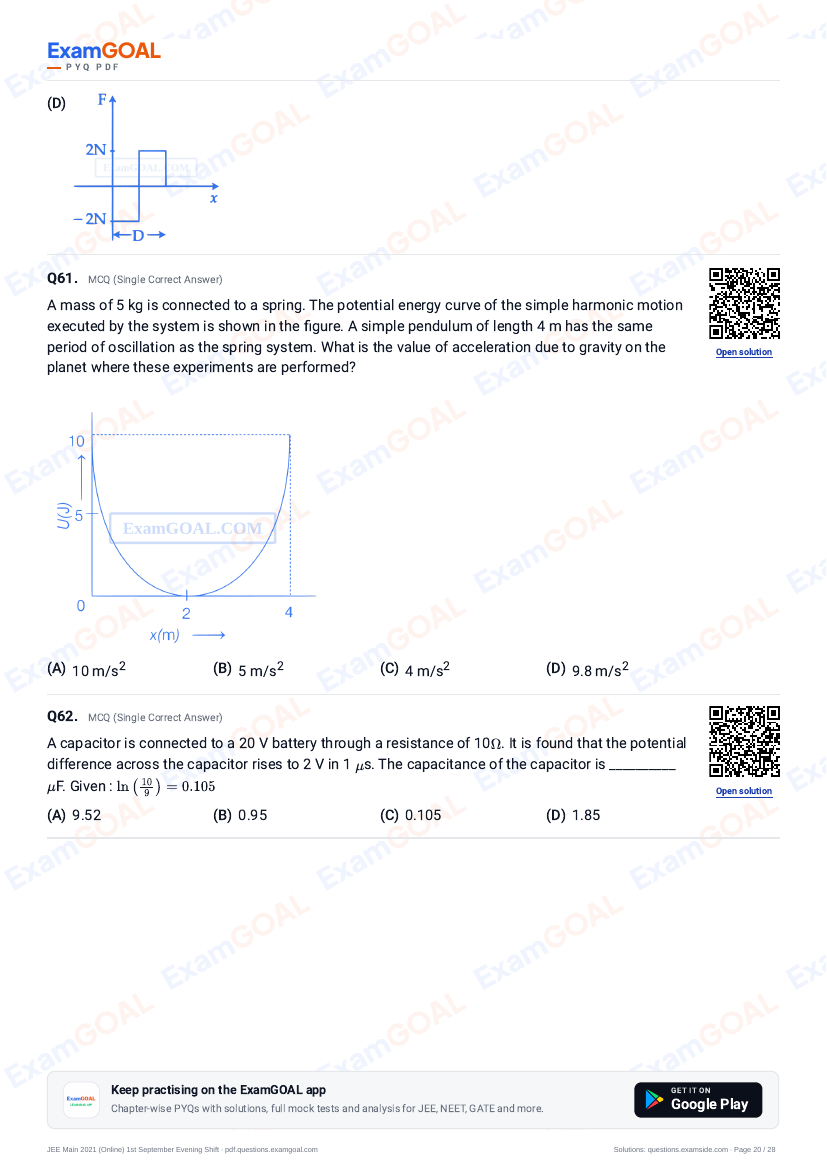 ExamGOAL
PYQ PDF
(D)
F
2N
ExamGOAL.COM
x
− 2N
D
Q61. MCQ (Single Correct Answer)
A mass of 5 kg is connected to a spring. The potential energy curve of the simple harmonic motion
executed by the system is shown in the figure. A simple pendulum of length 4 m has the same
period of oscillation as the spring system. What is the value of acceleration due to gravity on the
planet where these experiments are performed?
Open solution
10
U(J)
5
ExamGOAL.COM
0
2
4
x(m)
(A) 10 m/s² (B) 5 m/s² (C) 4 m/s² (D) 9.8 m/s²
Q62. MCQ (Single Correct Answer)
A capacitor is connected to a 20 V battery through a resistance of 10Ω. It is found that the potential
difference across the capacitor rises to 2 V in 1 μs. The capacitance of the capacitor is __________
μF. Given : ln (10/9) = 0.105
Open solution
(A) 9.52 (B) 0.95 (C) 0.105 (D) 1.85
Keep practising on the ExamGOAL app
Chapter-wise PYQs with solutions, full mock tests and analysis for JEE, NEET, GATE and more.
GET IT ON
Google Play
JEE Main 2021 (Online) 1st September Evening Shift · pdf.questions.examgoal.com
Solutions: questions.examside.com · Page 20 / 28